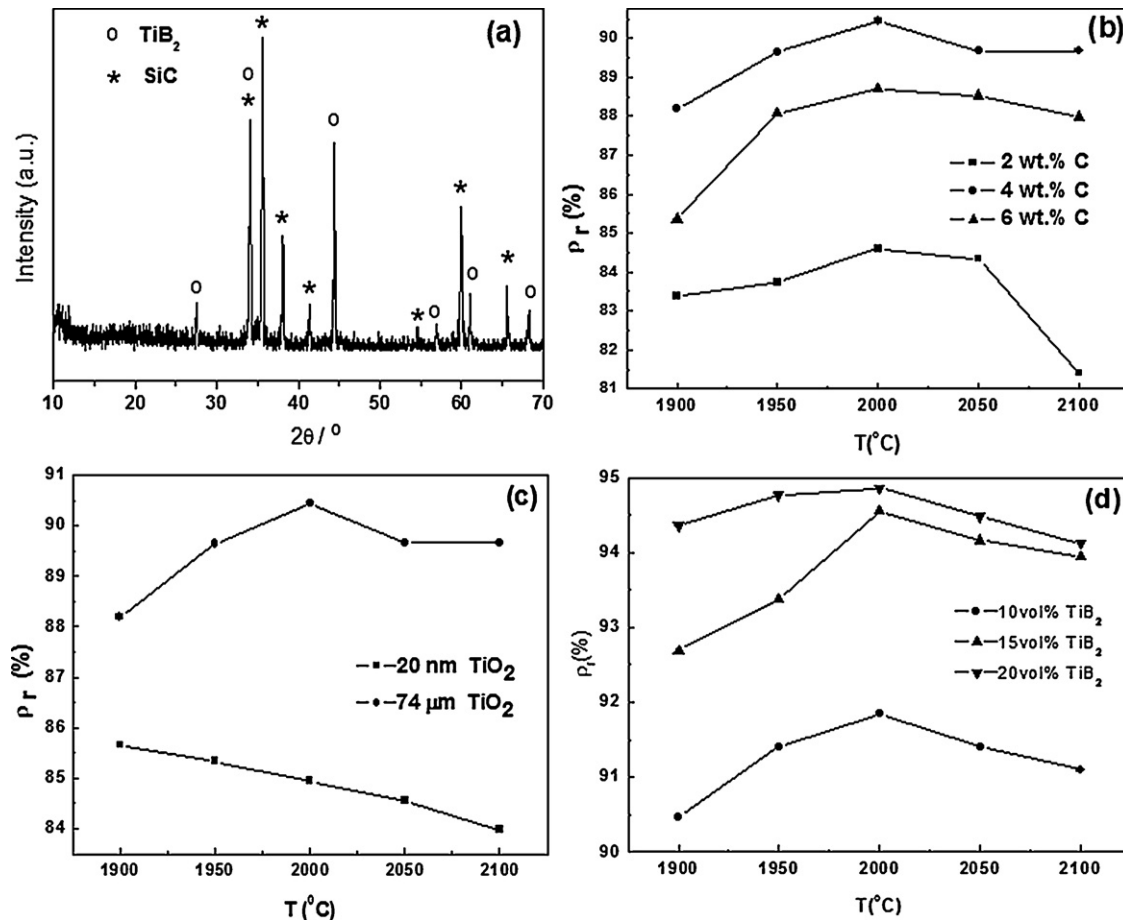 (a)
o TiB2
* SiC
Intensity (a.u.)
10 20 30 40 50 60 70
2θ / °
(b)
90
89
88
87
86
85
84
83
82
81
ρr (%)
2 wt.% C
4 wt.% C
6 wt.% C
1900 1950 2000 2050 2100
T(°C)
(c)
91
90
89
88
87
86
85
84
ρr (%)
20 nm TiO2
74 μm TiO2
1900 1950 2000 2050 2100
T(°C)
(d)
95
94
93
92
91
90
ρr(%)
10vol% TiB2
15vol% TiB2
20vol% TiB2
1900 1950 2000 2050 2100
T(°C)